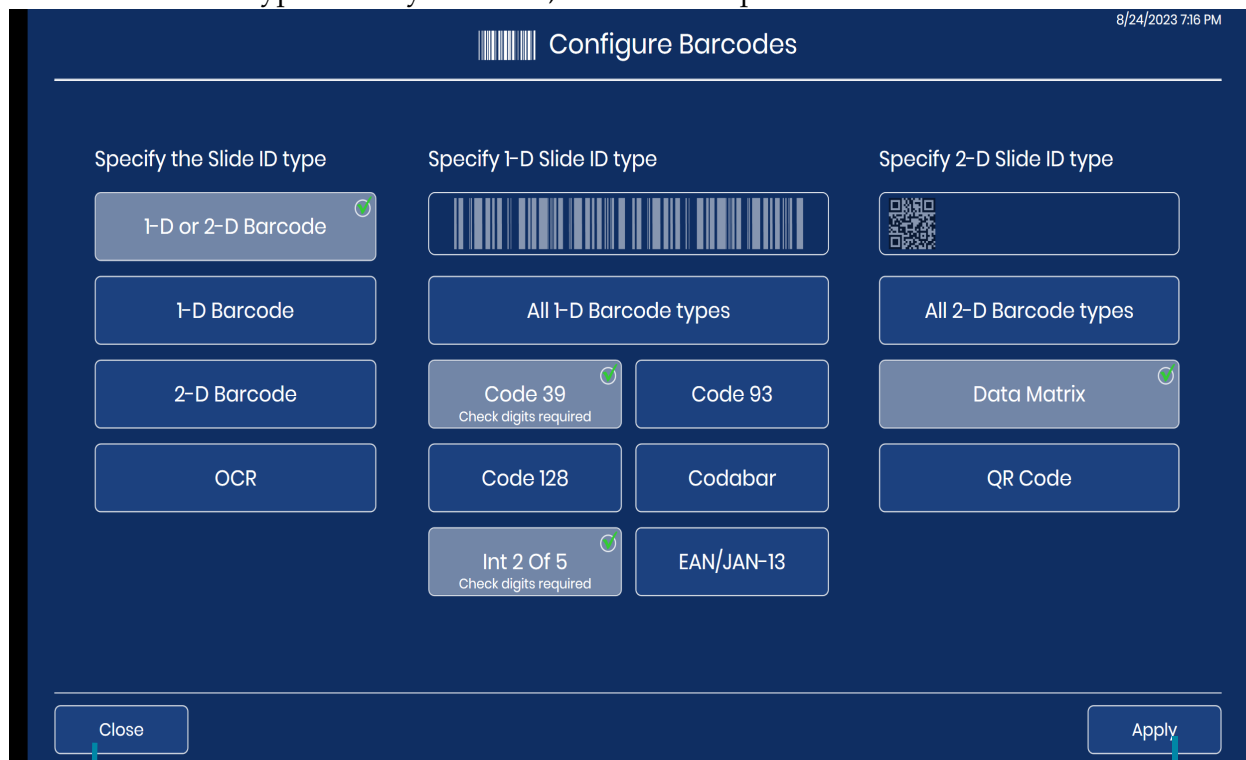 8/24/2023 7:16 PM
Configure Barcodes
Specify the Slide ID type
1-D or 2-D Barcode
1-D Barcode
2-D Barcode
OCR
Specify 1-D Slide ID type
All 1-D Barcode types
Code 39
Check digits required
Code 93
Code 128
Codabar
Int 2 Of 5
Check digits required
EAN/JAN-13
Specify 2-D Slide ID type
All 2-D Barcode types
Data Matrix
QR Code
Close
Apply